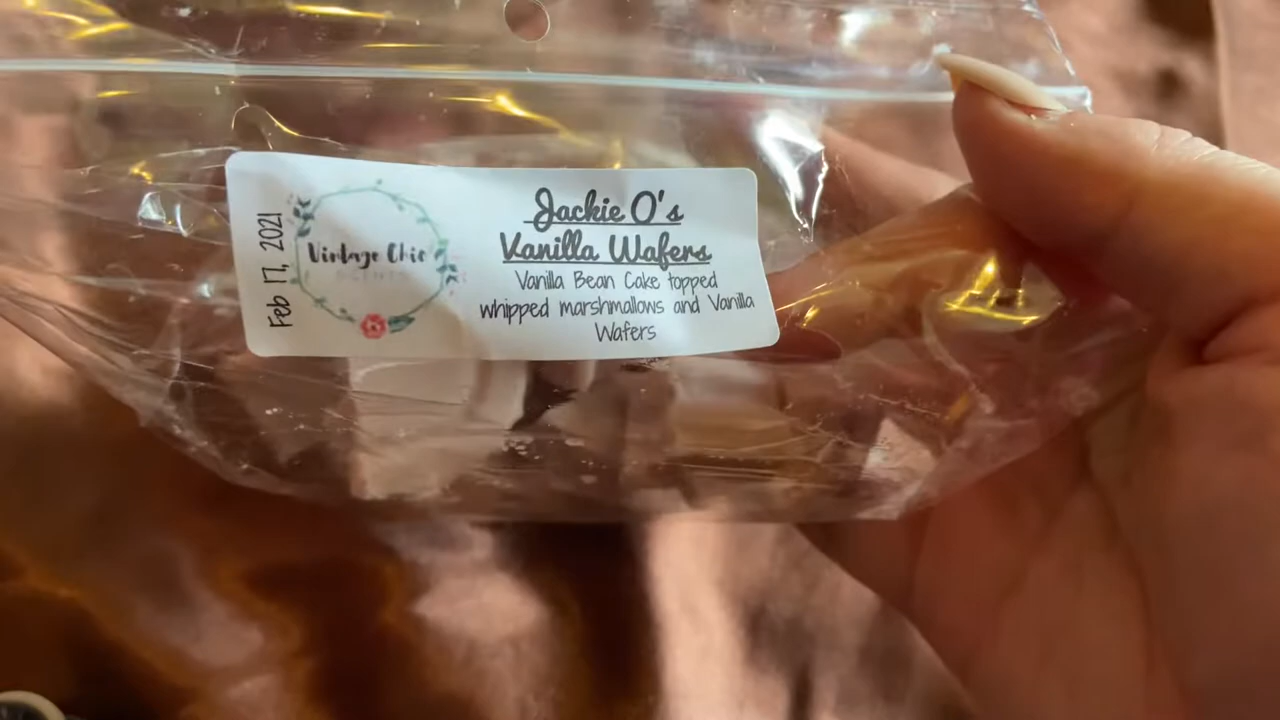 Feb 17, 2021
Vintage Chic
Jackie O's
Vanilla Wafers
Vanilla Bean Cake topped
whipped marshmallows and Vanilla
Wafers